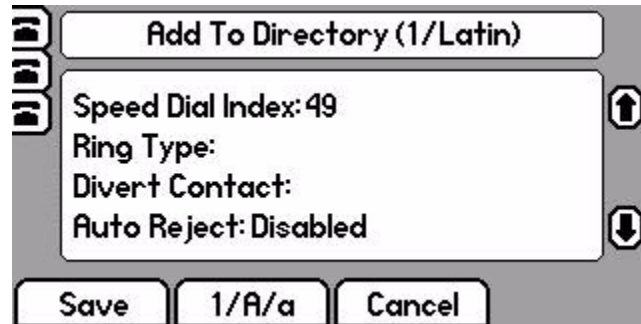 Add To Directory (1/Latin)
Speed Dial Index: 49
Ring Type:
Divert Contact:
Auto Reject: Disabled
Save 1/A/a Cancel